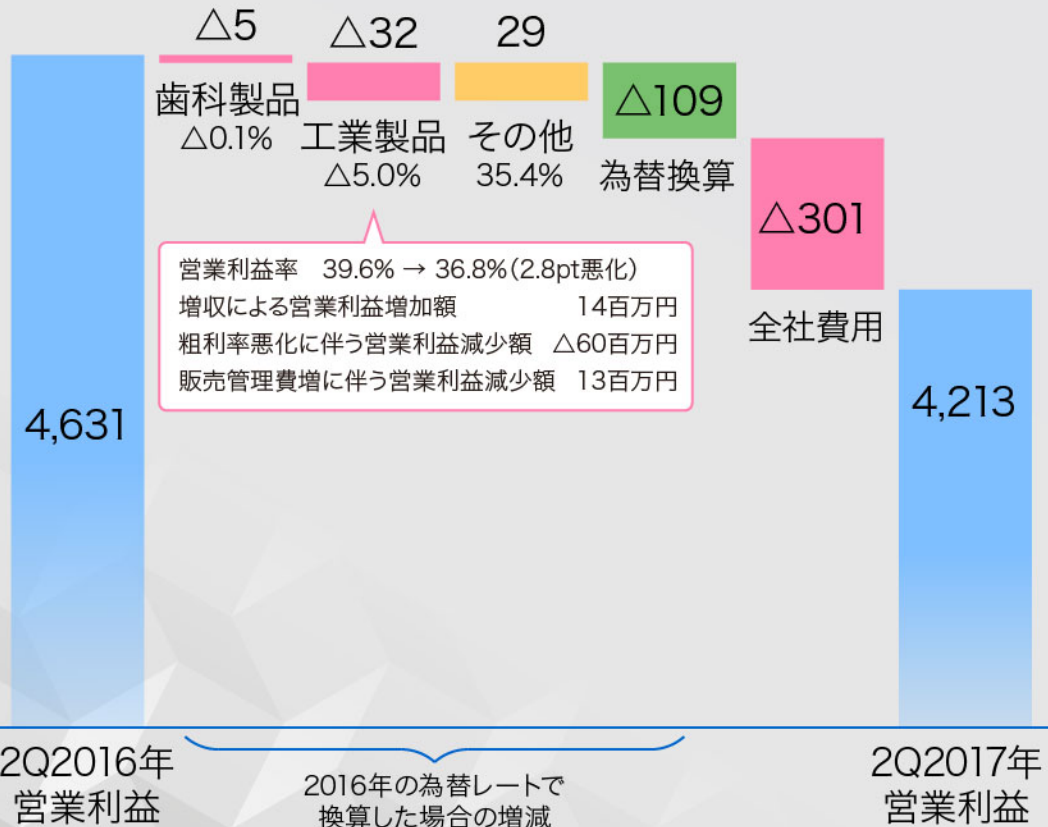 △5
△32
29
歯科製品
△0.1%
工業製品
△5.0%
その他
35.4%
△109
為替換算
△301
全社費用
営業利益率 39.6% → 36.8%(2.8pt悪化)
増収による営業利益増加額 14百万円
粗利率悪化に伴う営業利益減少額 △60百万円
販売管理費増に伴う営業利益減少額 13百万円
4,631
4,213
2Q2016年
営業利益
2016年の為替レートで
換算した場合の増減
2Q2017年
営業利益